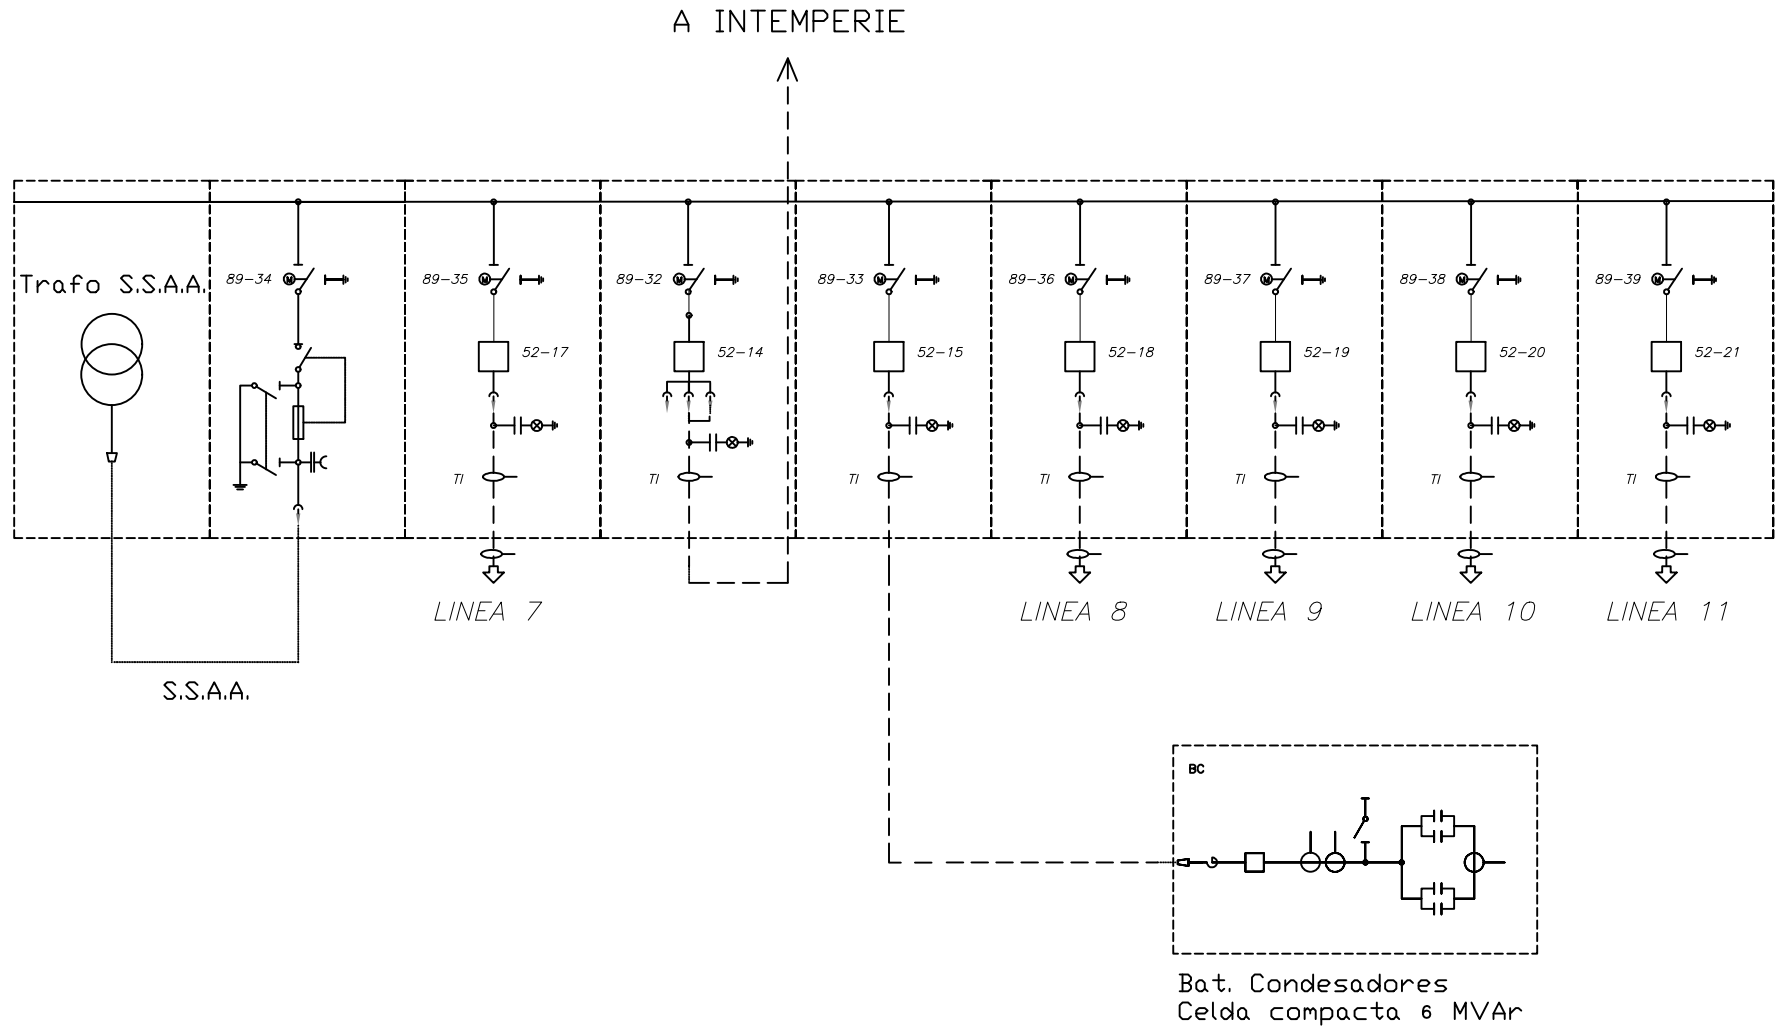 A INTEMPERIE
Trafo S.S.A.A.
89-34
M
89-35
M
89-32
M
89-33
M
89-36
M
89-37
M
89-38
M
89-39
M
52-17
52-14
52-15
52-18
52-19
52-20
52-21
TI
TI
TI
TI
TI
TI
TI
LINEA 7
LINEA 8
LINEA 9
LINEA 10
LINEA 11
S.S.A.A.
BC
Bat. Condesadores
Celda compacta 6 MVAr